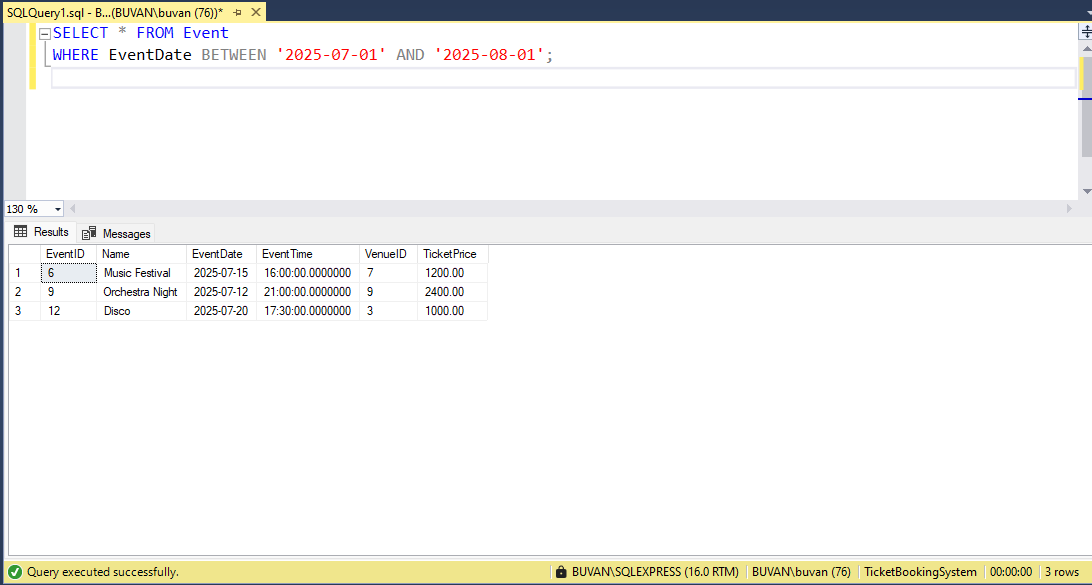 SQLQuery1.sql - B...(BUVAN\buvan (76))*
SELECT * FROM Event
WHERE EventDate BETWEEN '2025-07-01' AND '2025-08-01';
130 %
Results Messages
EventID Name EventDate EventTime VenueID TicketPrice
1 6 Music Festival 2025-07-15 16:00:00.0000000 7 1200.00
2 9 Orchestra Night 2025-07-12 21:00:00.0000000 9 2400.00
3 12 Disco 2025-07-20 17:30:00.0000000 3 1000.00
Query executed successfully. BUVAN\SQLEXPRESS (16.0 RTM) BUVAN\buvan (76) TicketBookingSystem 00:00:00 3 rows